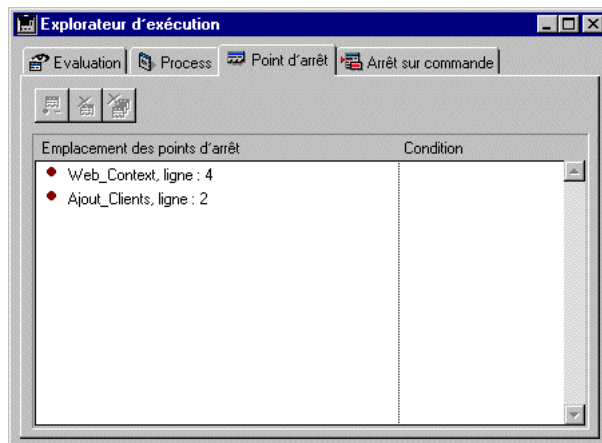 Explorateur d'exécution
Evaluation Process Point d'arrêt Arrêt sur commande
Emplacement des points d'arrêt Condition
Web_Context, ligne : 4
Ajout_Clients, ligne : 2